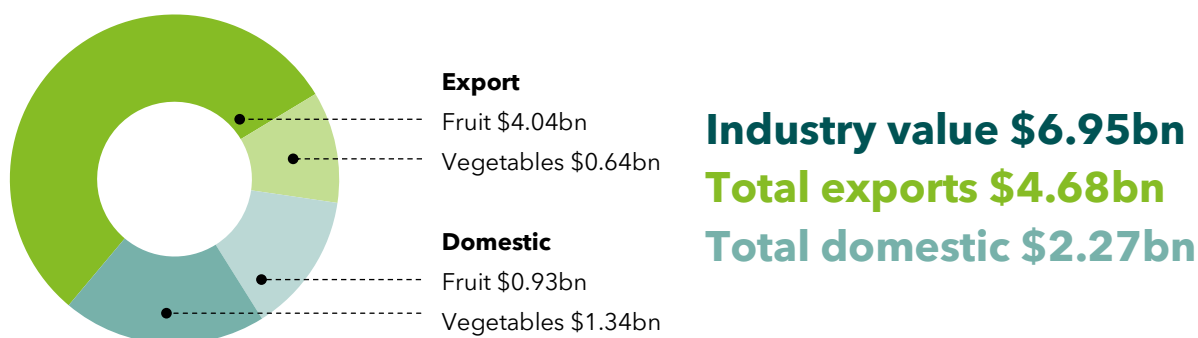 Export
Fruit $4.04bn
Vegetables $0.64bn
Domestic
Fruit $0.93bn
Vegetables $1.34bn
Industry value $6.95bn
Total exports $4.68bn
Total domestic $2.27bn